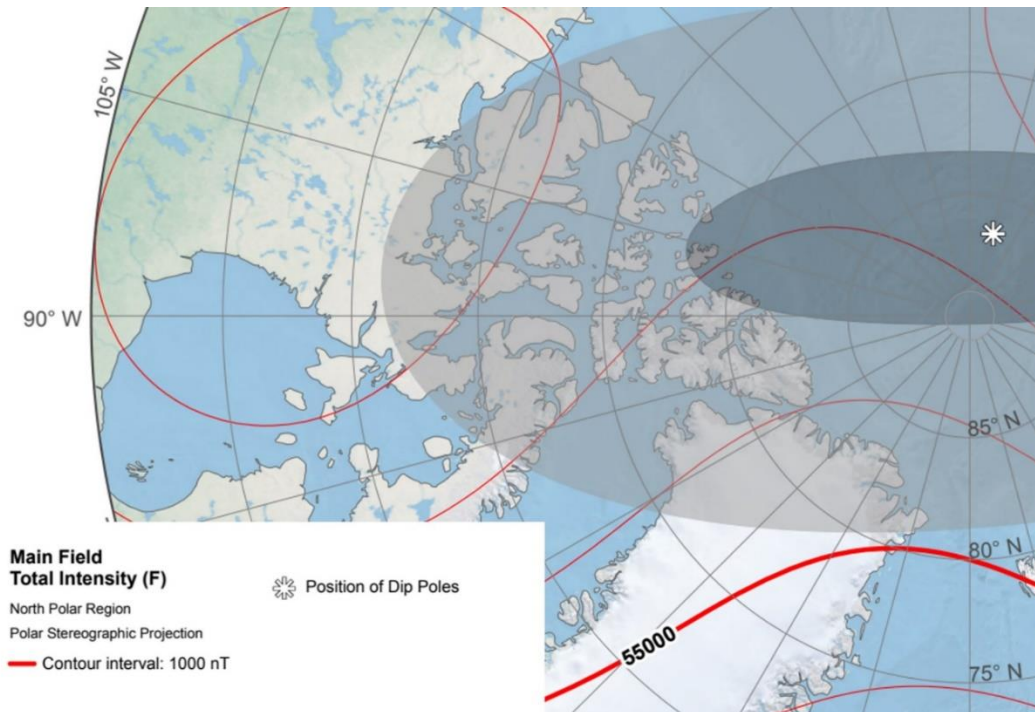 105° W
90° W
85° N
80° N
75° N
55000
Main Field
Total Intensity (F)
North Polar Region
Polar Stereographic Projection
Contour interval: 1000 nT
Position of Dip Poles